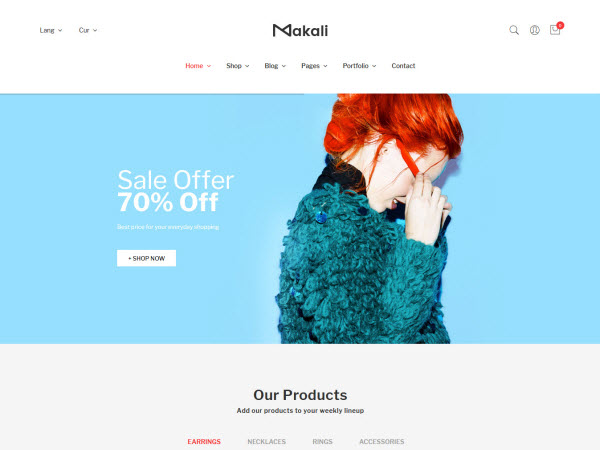 Lang Cur
Makali
0
Home Shop Blog Pages Portfolio Contact
Sale Offer
70% Off
Best price for your everyday shopping
+ SHOP NOW
Our Products
Add our products to your weekly lineup
EARRINGS NECKLACES RINGS ACCESSORIES